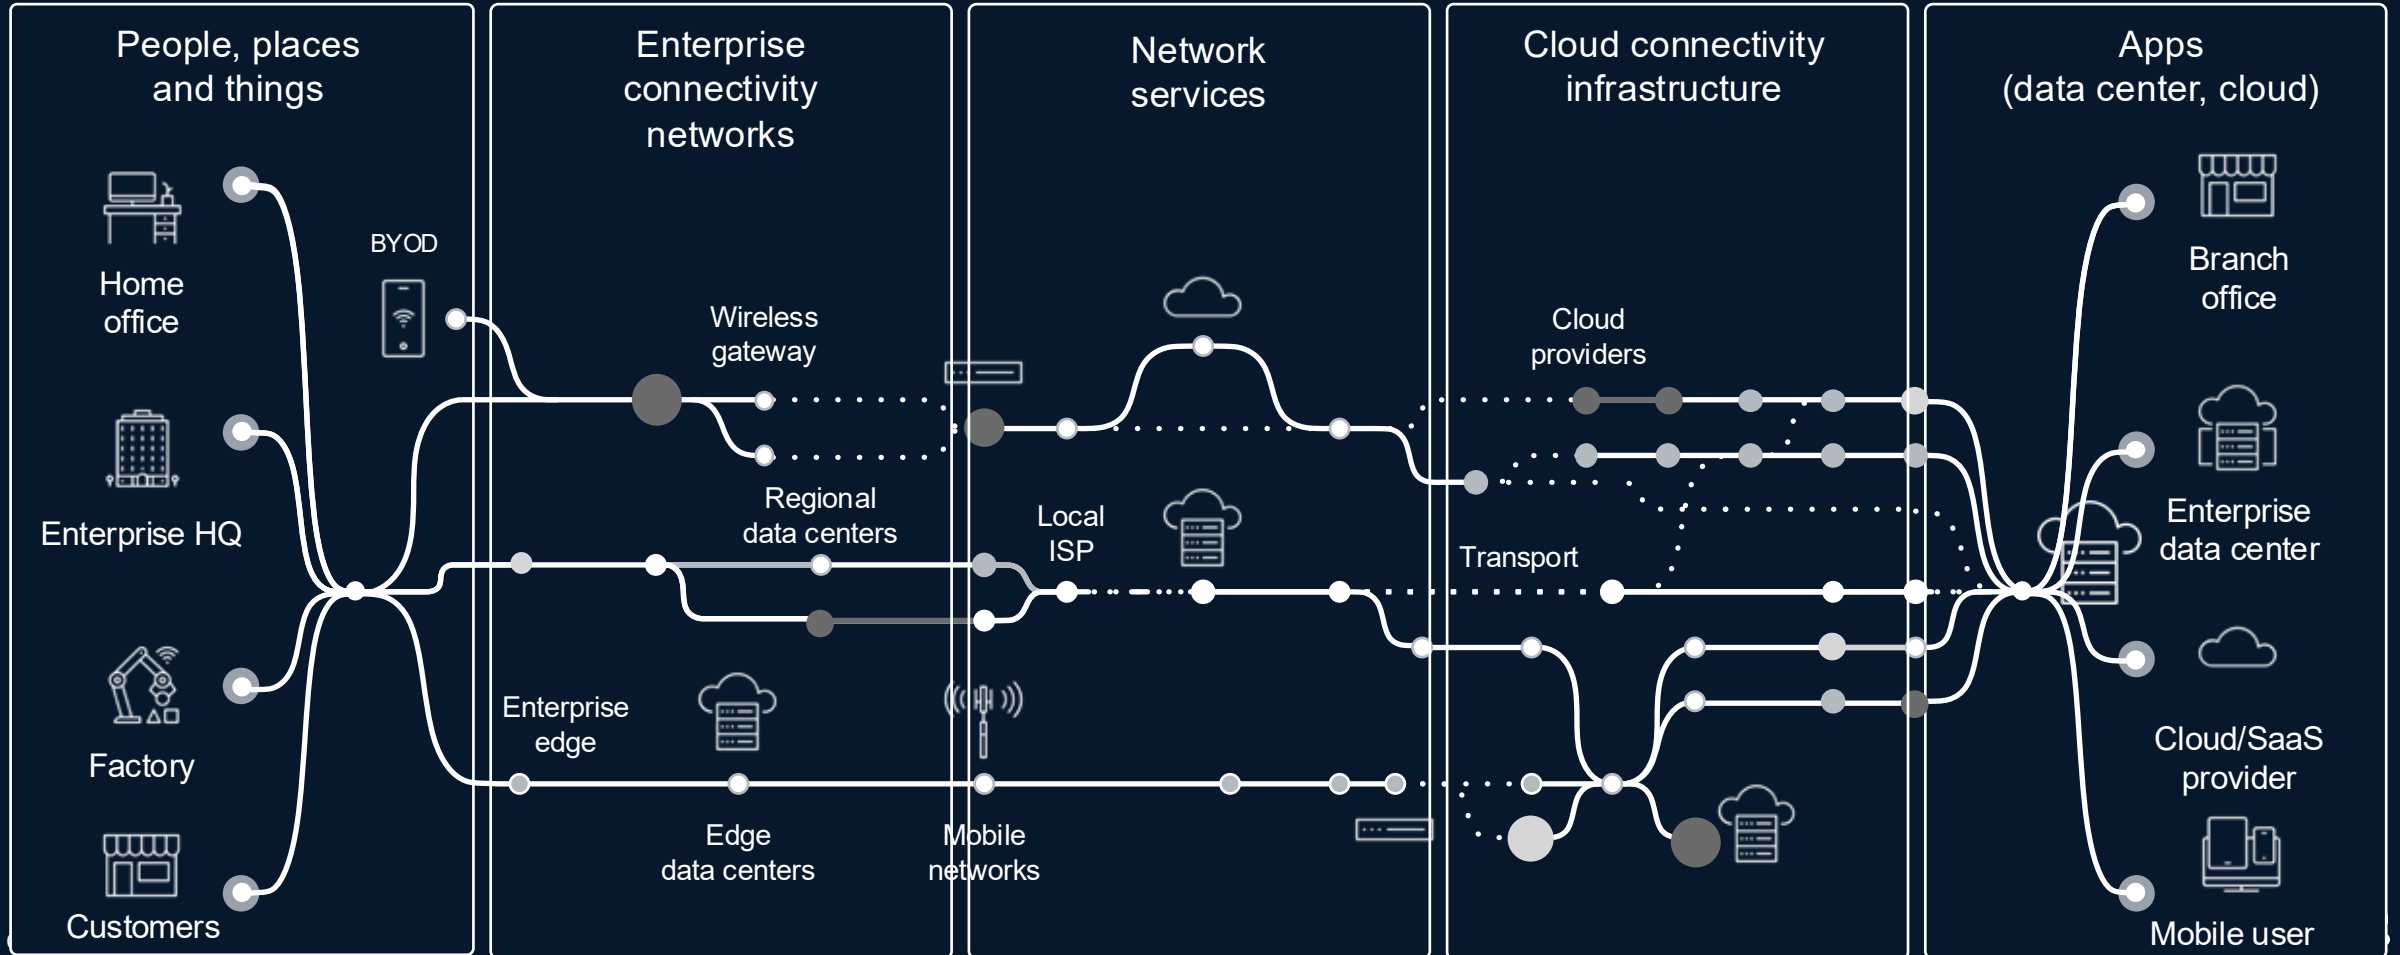 People, places
and things
Enterprise
connectivity
networks
Network
services
Cloud connectivity
infrastructure
Apps
(data center, cloud)
Home
office
BYOD
Enterprise HQ
Factory
Customers
Wireless
gateway
Regional
data centers
Enterprise
edge
Edge
data centers
Mobile
networks
Local
ISP
Cloud
providers
Transport
Branch
office
Enterprise
data center
Cloud/SaaS
provider
Mobile user